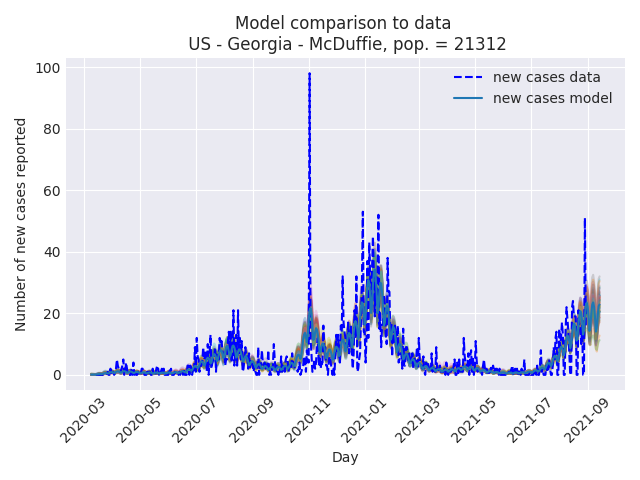 Model comparison to data
US - Georgia - McDuffie, pop. = 21312
new cases data
new cases model
Number of new cases reported
100
80
60
40
20
0
2020-03
2020-05
2020-07
2020-09
2020-11
2021-01
2021-03
2021-05
2021-07
2021-09
Day